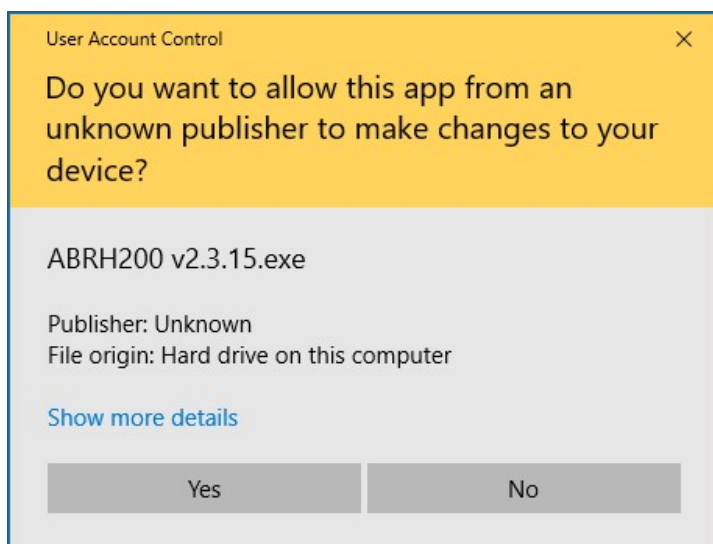 User Account Control
Do you want to allow this app from an
unknown publisher to make changes to your
device?
ABRH200 v2.3.15.exe
Publisher: Unknown
File origin: Hard drive on this computer
Show more details
Yes
No